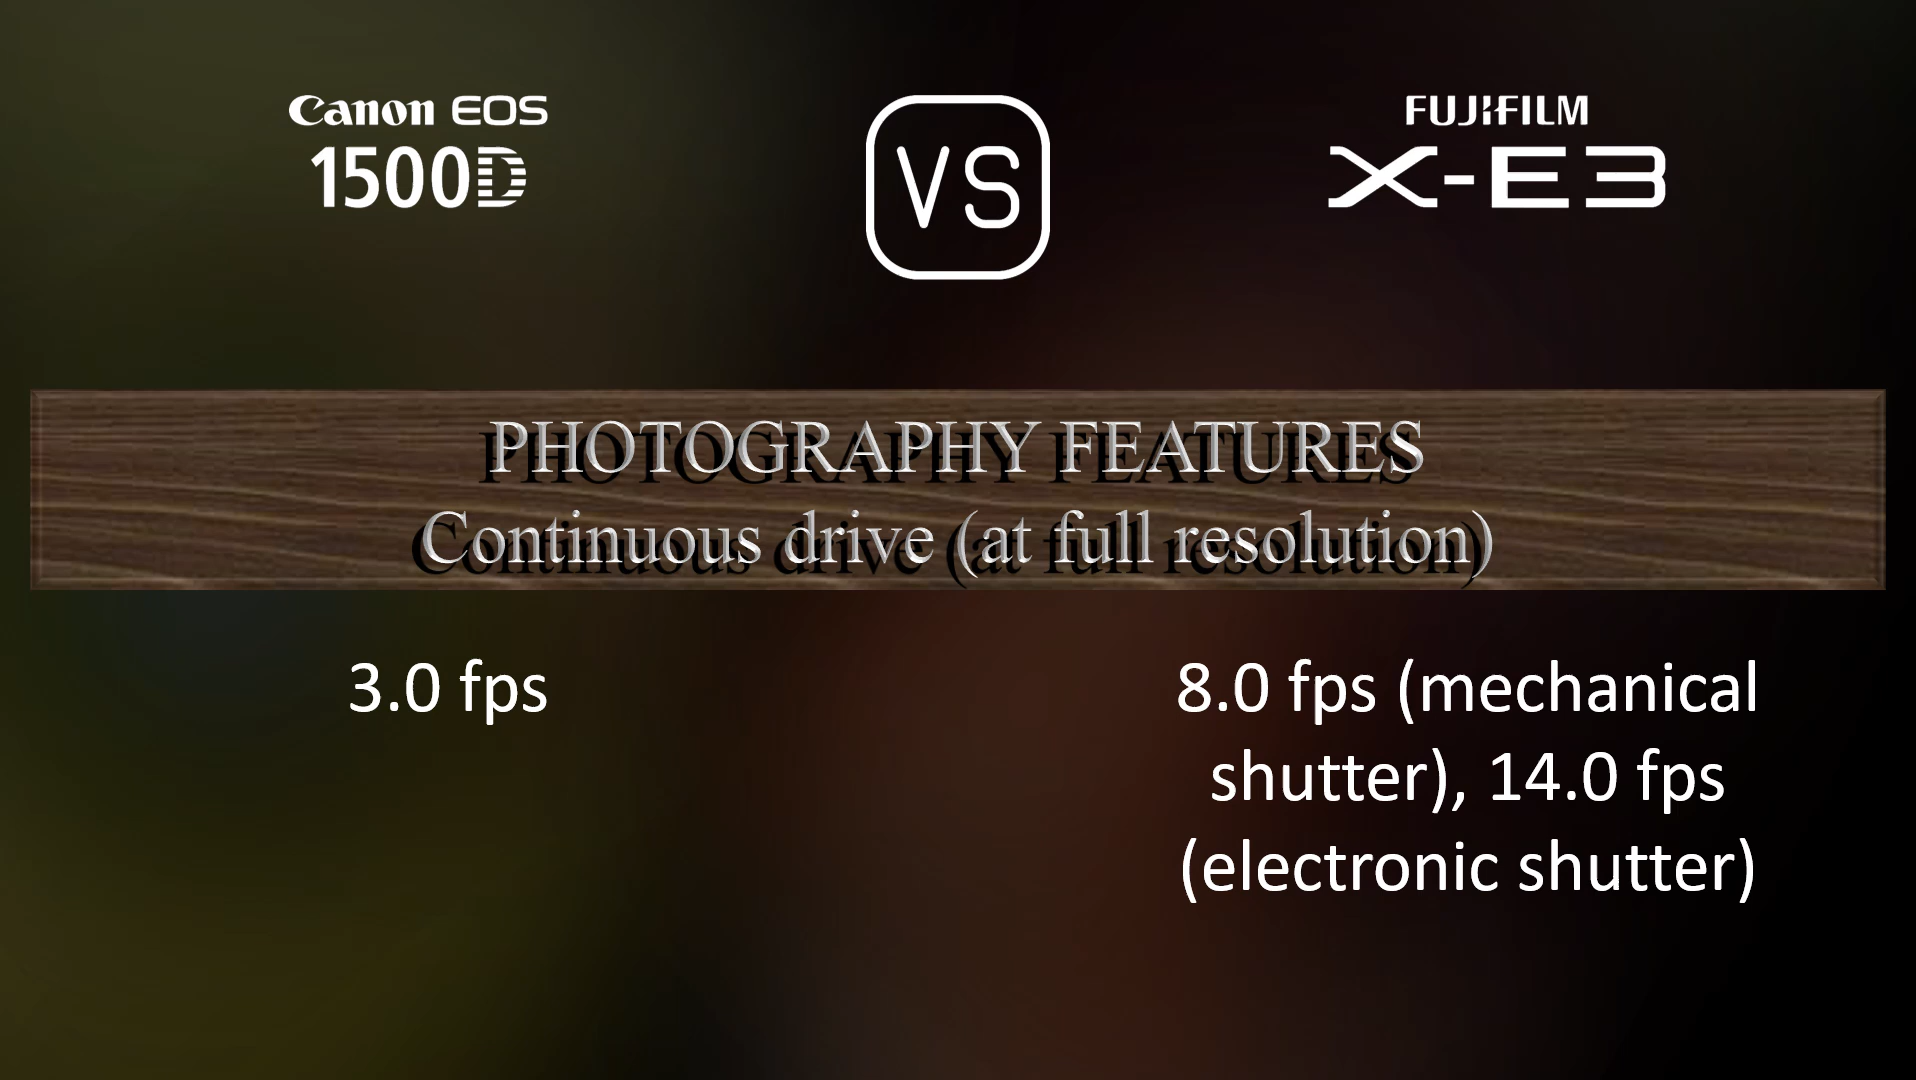 Canon EOS
1500D
VS
FUJIFILM
X-E3
PHOTOGRAPHY FEATURES
Continuous drive (at full resolution)
3.0 fps
8.0 fps (mechanical
shutter), 14.0 fps
(electronic shutter)